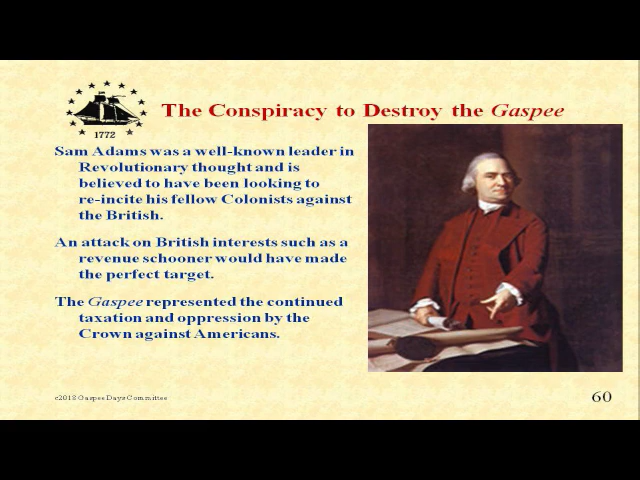 The Conspiracy to Destroy the Gaspee
1772
Sam Adams was a well-known leader in
Revolutionary thought and is
believed to have been looking to
re-incite his fellow Colonists against
the British.
An attack on British interests such as a
revenue schooner would have made
the perfect target.
The Gaspee represented the continued
taxation and oppression by the
Crown against Americans.
c2018 Gaspee Days Committee
60